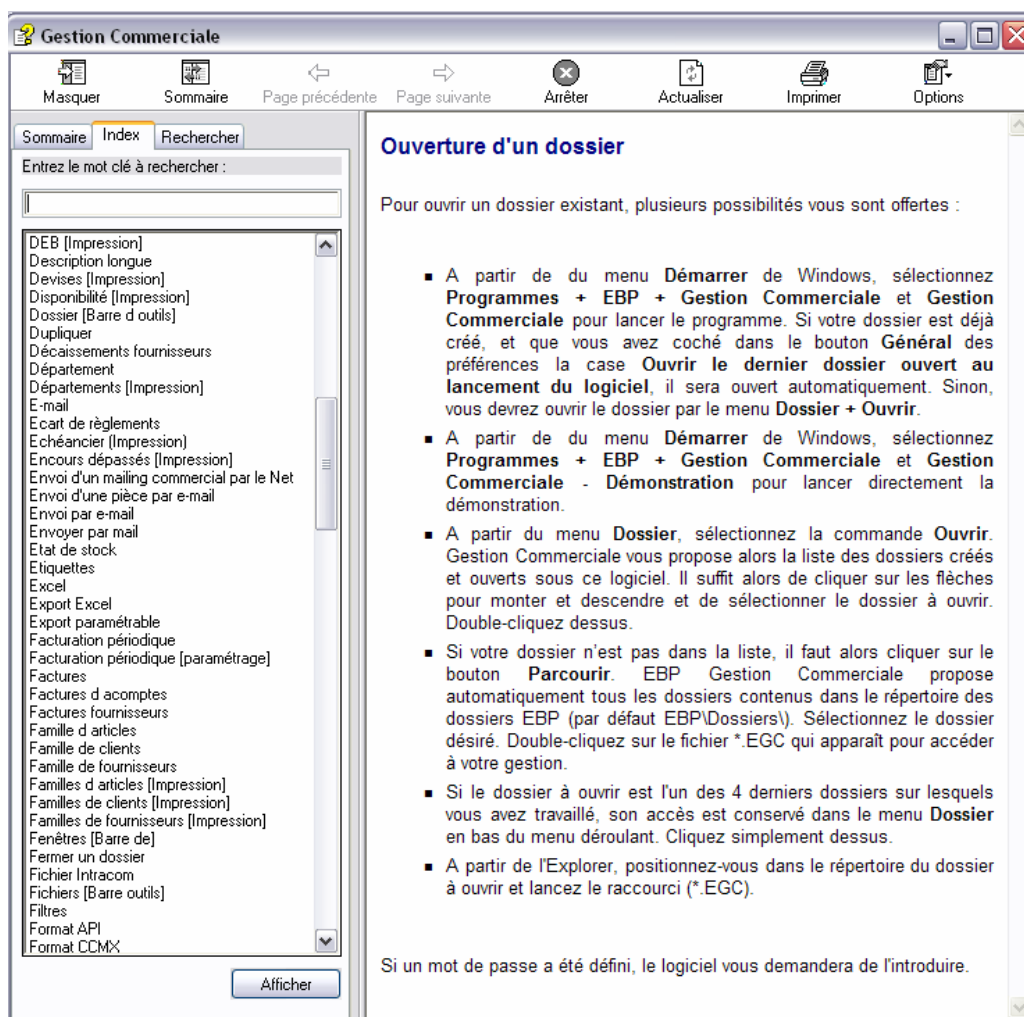 Gestion Commerciale
Masquer
Sommaire
Page précédente
Page suivante
Arrêter
Actualiser
Imprimer
Options
Sommaire
Index
Rechercher
Entrez le mot clé à rechercher :
DEB [Impression]
Description longue
Devises [Impression]
Disponibilité [Impression]
Dossier [Barre d outils]
Dupliquer
Décaissements fournisseurs
Département
Départements [Impression]
E-mail
Ecart de règlements
Echéancier (Impression)
Encours dépassés [Impression]
Envoi d'un mailing commercial par le Net
Envoi d'une pièce par e-mail
Envoi par e-mail
Envoyer par mail
Etat de stock
Etiquettes
Excel
Export Excel
Export paramétrable
Facturation périodique
Facturation périodique [paramétrage]
Factures
Factures d acomptes
Factures fournisseurs
Famille d articles
Famille de clients
Famille de fournisseurs
Familles d articles [Impression]
Familles de clients [Impression]
Familles de fournisseurs [Impression]
Fenêtres [Barre de]
Fermer un dossier
Fichier Intracom
Fichiers [Barre outils]
Filtres
Format API
Format CCMX
Afficher
Ouverture d'un dossier
Pour ouvrir un dossier existant, plusieurs possibilités vous sont offertes :
▪ A partir de du menu Démarrer de Windows, sélectionnez
Programmes + EBP + Gestion Commerciale et Gestion
Commerciale pour lancer le programme. Si votre dossier est déjà
créé, et que vous avez coché dans le bouton Général des
préférences la case Ouvrir le dernier dossier ouvert au
lancement du logiciel, il sera ouvert automatiquement. Sinon,
vous devrez ouvrir le dossier par le menu Dossier + Ouvrir.
▪ A partir de du menu Démarrer de Windows, sélectionnez
Programmes + EBP + Gestion Commerciale et Gestion
Commerciale - Démonstration pour lancer directement la
démonstration.
▪ A partir du menu Dossier, sélectionnez la commande Ouvrir.
Gestion Commerciale vous propose alors la liste des dossiers créés
et ouverts sous ce logiciel. Il suffit alors de cliquer sur les flèches
pour monter et descendre et de sélectionner le dossier à ouvrir.
Double-cliquez dessus.
▪ Si votre dossier n'est pas dans la liste, il faut alors cliquer sur le
bouton Parcourir. EBP Gestion Commerciale propose
automatiquement tous les dossiers contenus dans le répertoire des
dossiers EBP (par défaut EBP\Dossiers\). Sélectionnez le dossier
désiré. Double-cliquez sur le fichier *.EGC qui apparaît pour accéder
à votre gestion.
▪ Si le dossier à ouvrir est l'un des 4 derniers dossiers sur lesquels
vous avez travaillé, son accès est conservé dans le menu Dossier
en bas du menu déroulant. Cliquez simplement dessus.
▪ A partir de l'Explorer, positionnez-vous dans le répertoire du dossier
à ouvrir et lancez le raccourci (*.EGC).
Si un mot de passe a été défini, le logiciel vous demandera de l'introduire.